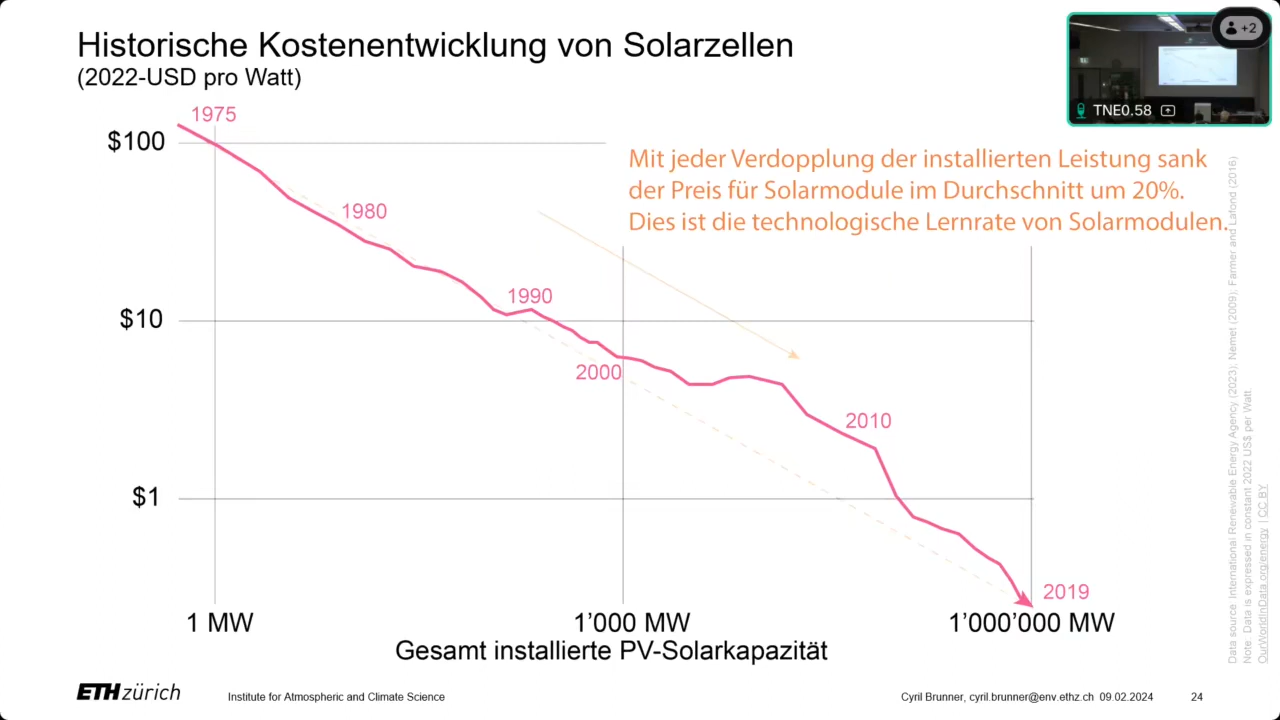 Historische Kostenentwicklung von Solarzellen
(2022-USD pro Watt)
+2
TNE0.58
1975
$100
Mit jeder Verdopplung der installierten Leistung sank
der Preis für Solarmodule im Durchschnitt um 20%.
Dies ist die technologische Lernrate von Solarmodulen.
1980
1990
$10
2000
2010
$1
2019
1 MW
1'000 MW
1’000’000 MW
Gesamt installierte PV-Solarkapazität
Data source: International Renewable Energy Agency (2023); Nemet (2009); Farmer and Lafond (2016)
Note: Data is expressed in constant 2022 US$ per Watt.
OurWorldinData.org/energy | CC BY
ETH zürich
Institute for Atmospheric and Climate Science
Cyril Brunner, cyril.brunner@env.ethz.ch 09.02.2024
24